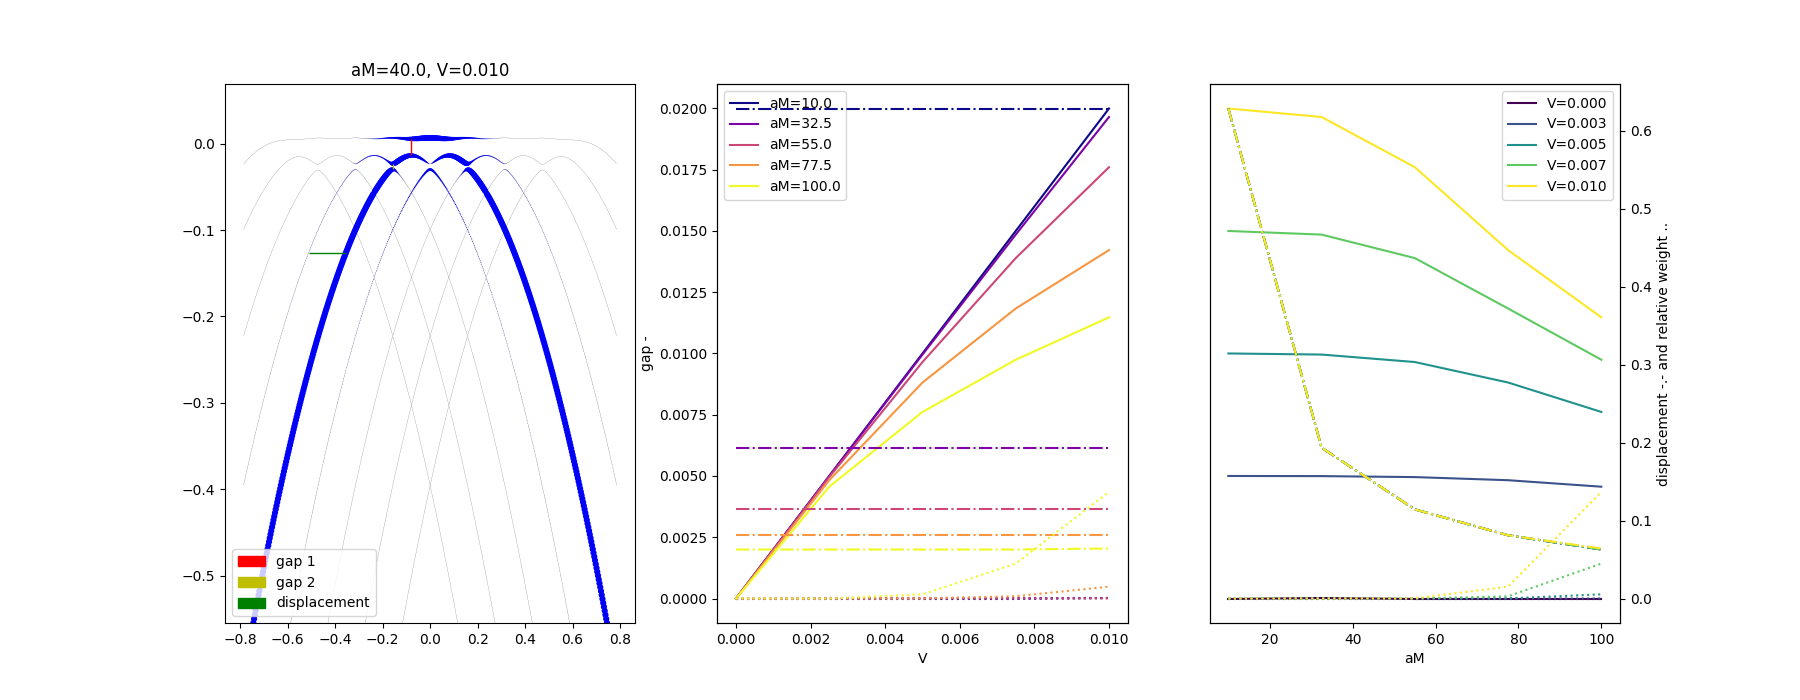 aM=40.0, V=0.010
0.0
−0.1
−0.2
−0.3
−0.4
−0.5
−0.8
−0.6
−0.4
−0.2
0.0
0.2
0.4
0.6
0.8
gap 1
gap 2
displacement
gap -
0.0200
0.0175
0.0150
0.0125
0.0100
0.0075
0.0050
0.0025
0.0000
aM=10.0
aM=32.5
aM=55.0
aM=77.5
aM=100.0
0.000
0.002
0.004
0.006
0.008
0.010
V
V=0.000
V=0.003
V=0.005
V=0.007
V=0.010
20
40
60
80
100
aM
0.6
0.5
0.4
0.3
0.2
0.1
0.0
displacement -.- and relative weight ..